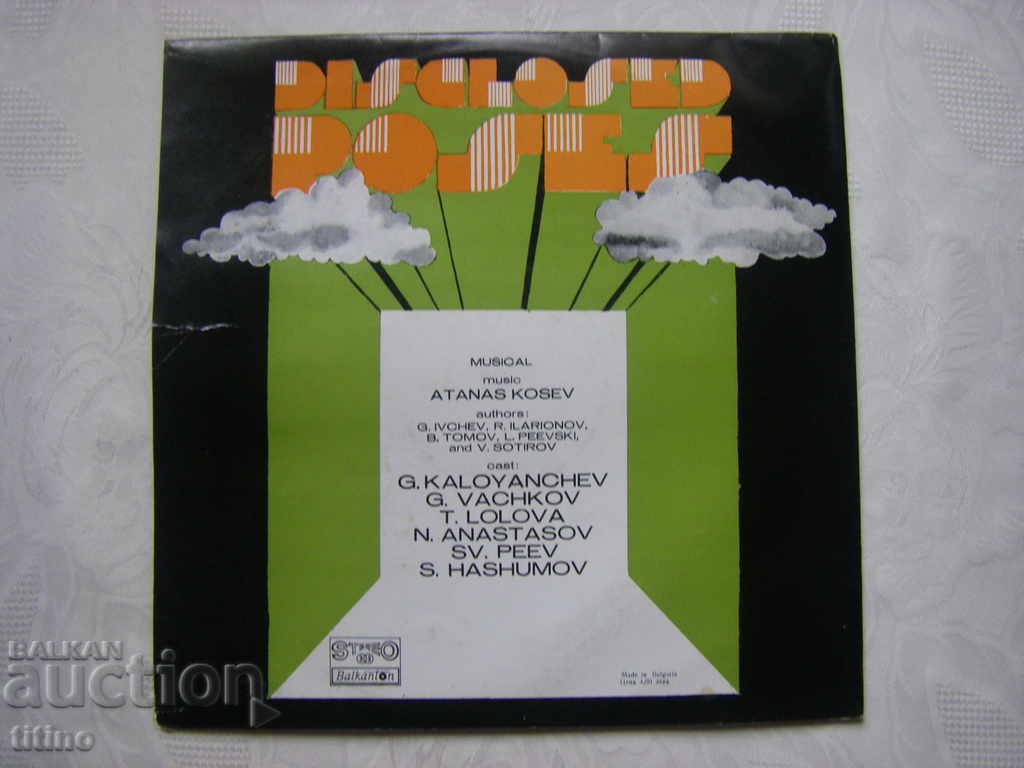 DISCLOSED
POSES
MUSICAL
music
ATANAS KOSEV
authors:
G. IVCHEV, R. ILARIONOV,
B. TOMOV, L. PEEVSKI,
and V. SOTIROV
cast:
G. KALOYANCHEV
G. VACHKOV
T. LOLOVA
N. ANASTASOV
SV. PEEV
S. HASHUMOV
STEREO
Balkanton
Made in Bulgaria
BALKAN
auction
titino